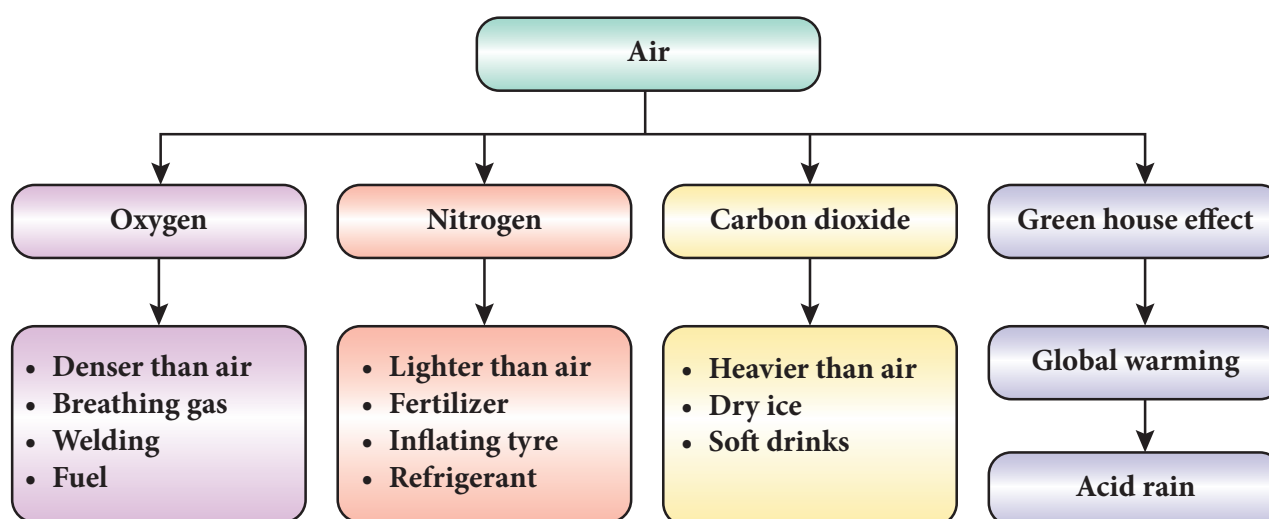 Air
Oxygen
Nitrogen
Carbon dioxide
Green house effect
• Denser than air
• Breathing gas
• Welding
• Fuel
• Lighter than air
• Fertilizer
• Inflating tyre
• Refrigerant
• Heavier than air
• Dry ice
• Soft drinks
Global warming
Acid rain